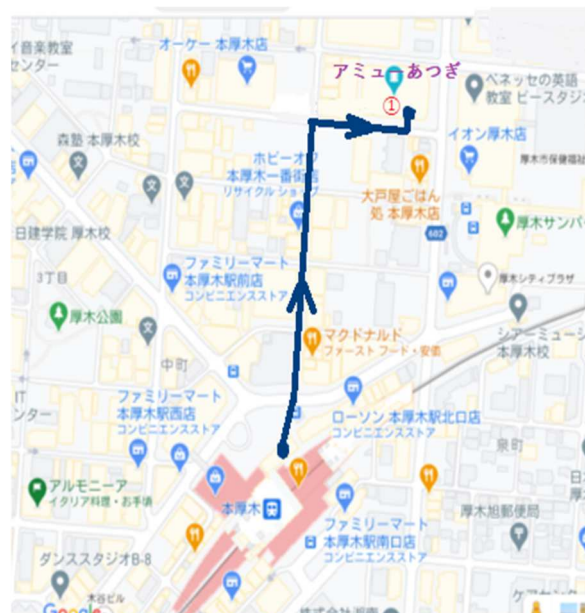 イ音楽教室
センター
オーケー 本厚木店
アミューあつぎ
①
ベネッセの英語
教室 ビースタジ
森塾 本厚木校
ホビーオフ
本厚木一番街店
リサイクル ショップ
イオン厚木店
厚木市保健福祉
大戸屋ごはん
処 本厚木店
日建学院 厚木校
602
厚木サンパ
3丁目
ファミリーマート
本厚木駅前店
コンビニエンスストア
厚木シティプラザ
厚木公園
マクドナルド
ファースト フード・安価
シアーミュー
本厚木校
中町
IT
ンター
ファミリーマート
本厚木駅西店
コンビニエンスストア
ローソン 本厚木駅北口店
コンビニエンスストア
泉町
アルモニーア
イタリア料理・お手頃
本厚木
ファミリーマート
本厚木駅南口店
コンビニエンスストア
厚木旭郵便局
日本
ダンススタジオB-8
木谷ビル
ケアセンタ
Google